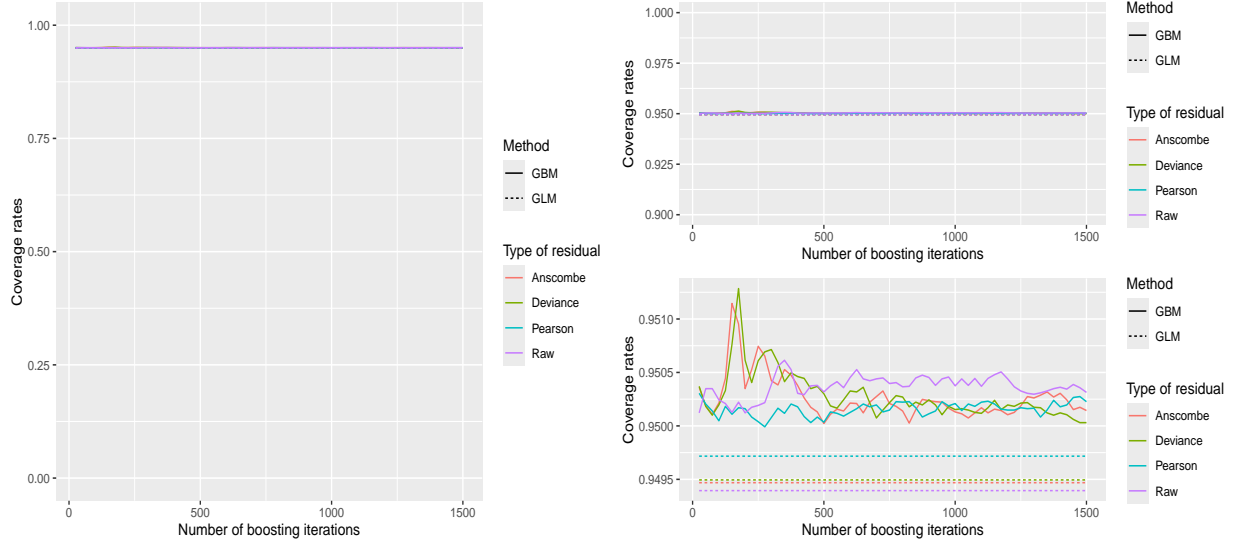 1.00
0.75
0.50
0.25
0.00
Coverage rates
0
500
1000
1500
Number of boosting iterations
Method
GBM
GLM
Type of residual
Anscombe
Deviance
Pearson
Raw
1.000
0.975
0.950
0.925
0.900
Coverage rates
0
500
1000
1500
Number of boosting iterations
Method
GBM
GLM
Type of residual
Anscombe
Deviance
Pearson
Raw
0.9510
0.9505
0.9500
0.9495
Coverage rates
0
500
1000
1500
Number of boosting iterations
Method
GBM
GLM
Type of residual
Anscombe
Deviance
Pearson
Raw